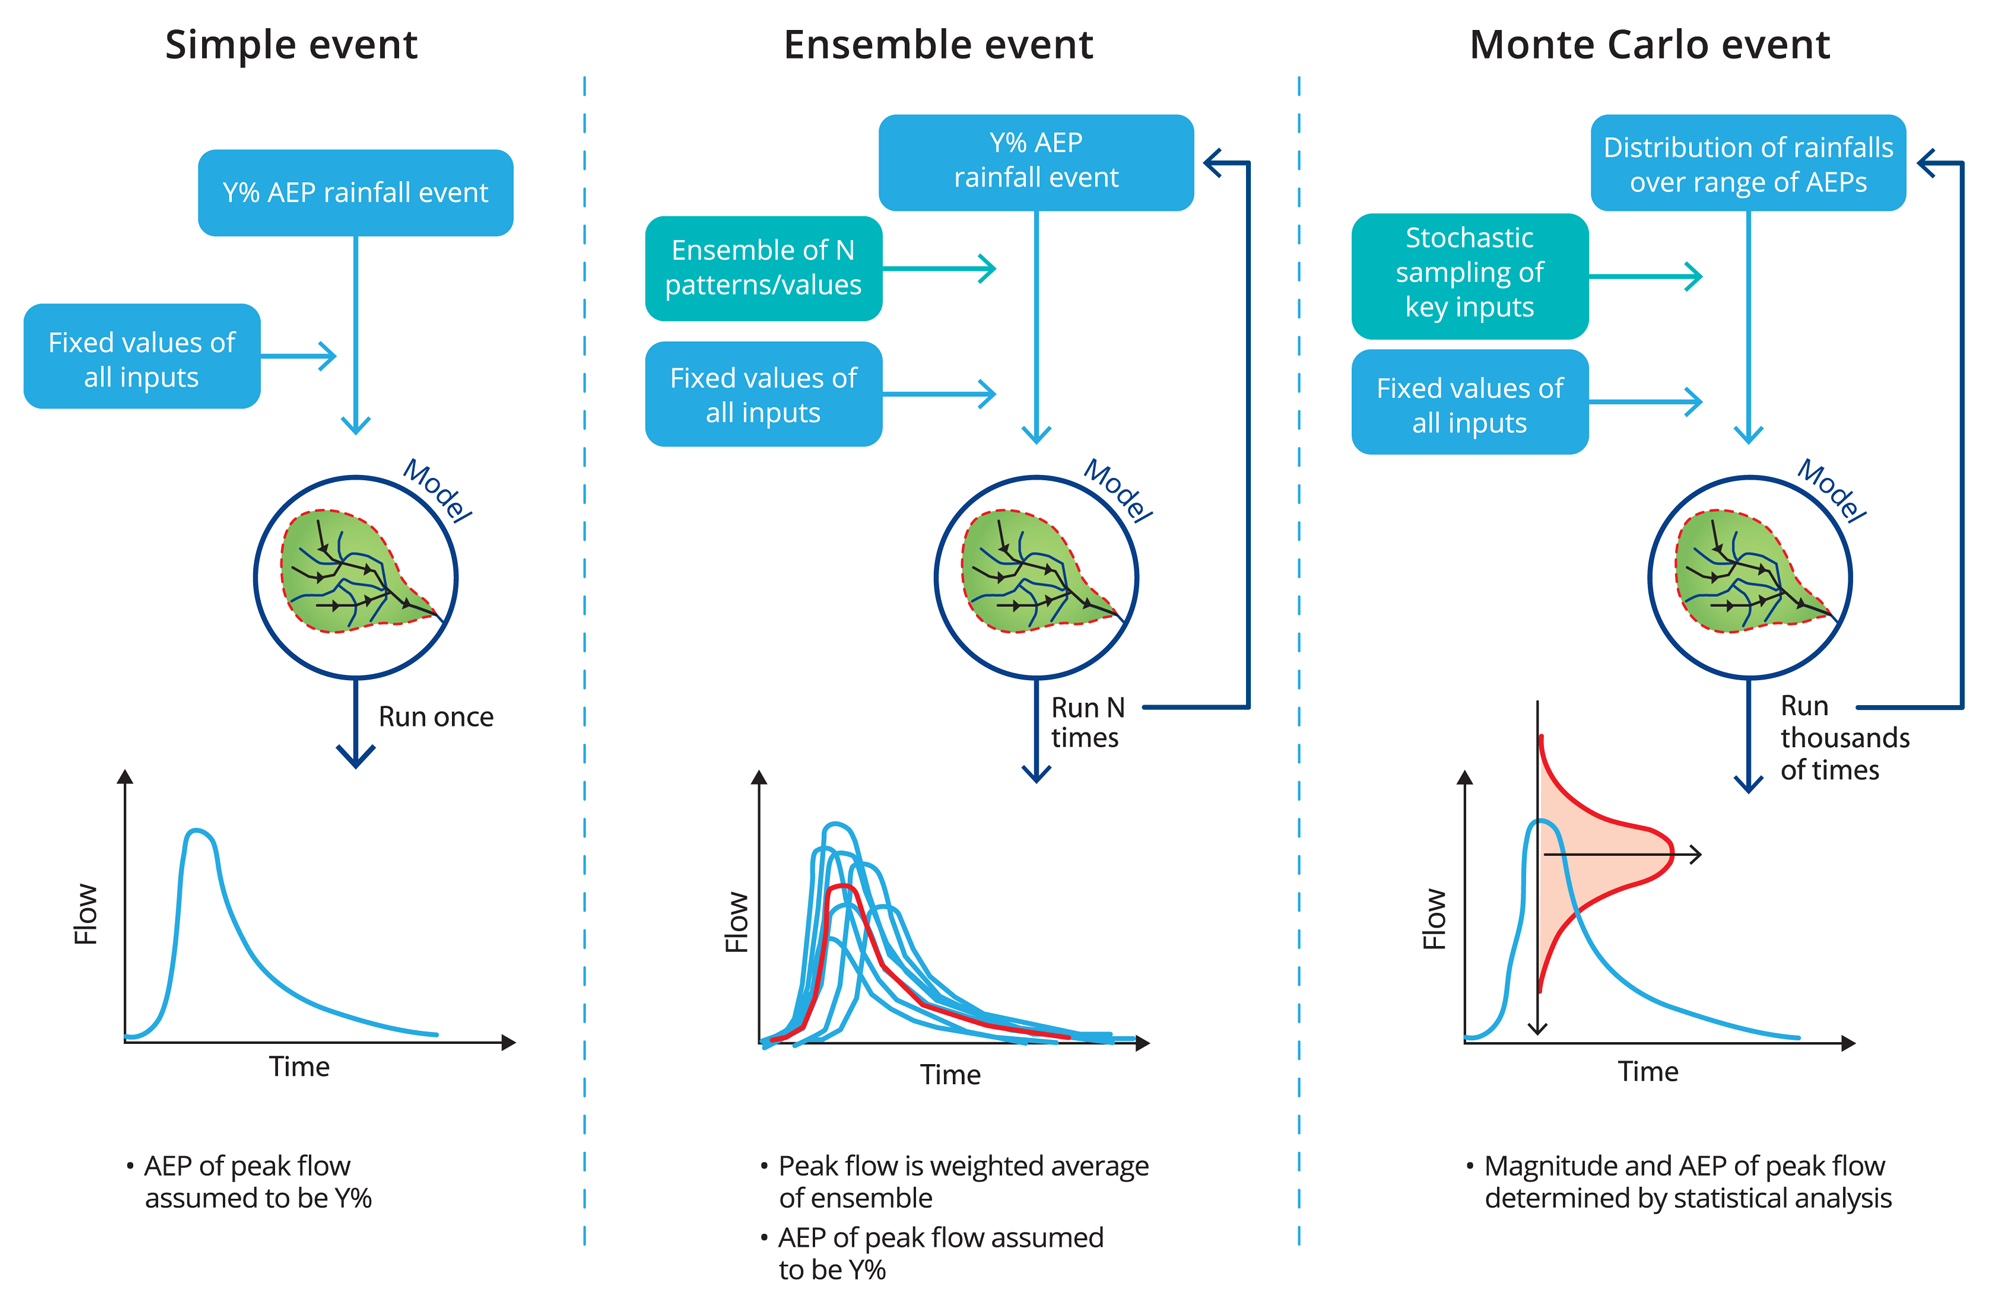 Simple event
Y% AEP rainfall event
Fixed values of
all inputs
Model
Run once
Flow
Time
• AEP of peak flow
assumed to be Y%
Ensemble event
Y% AEP
rainfall event
Ensemble of N
patterns/values
Fixed values of
all inputs
Model
Run N
times
Flow
Time
• Peak flow is weighted average
of ensemble
• AEP of peak flow assumed
to be Y%
Monte Carlo event
Distribution of rainfalls
over range of AEPs
Stochastic
sampling of
key inputs
Fixed values of
all inputs
Model
Run
thousands
of times
Flow
Time
• Magnitude and AEP of peak flow
determined by statistical analysis